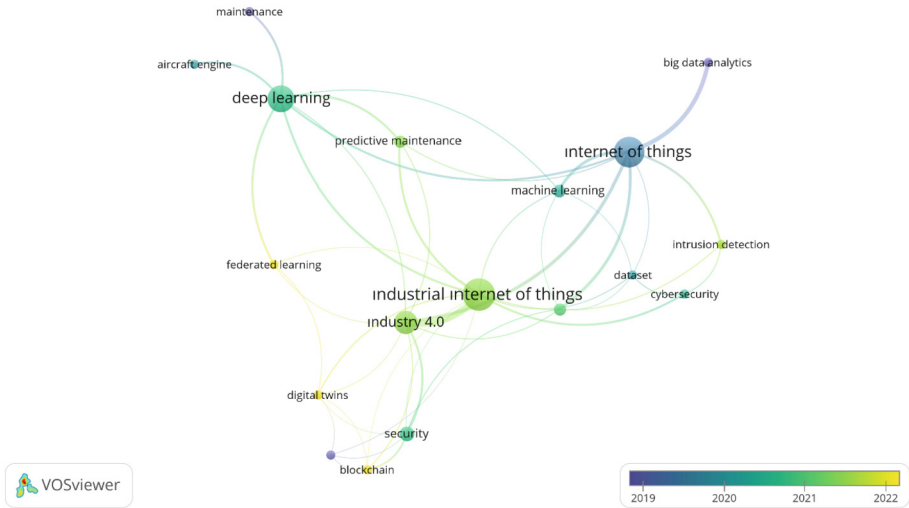 maintenance
aircraft engine
big data analytics
deep learning
predictive maintenance
internet of things
machine learning
intrusion detection
federated learning
dataset
industrial internet of things
cybersecurity
industry 4.0
digital twins
security
blockchain
VOSviewer
2019 2020 2021 2022